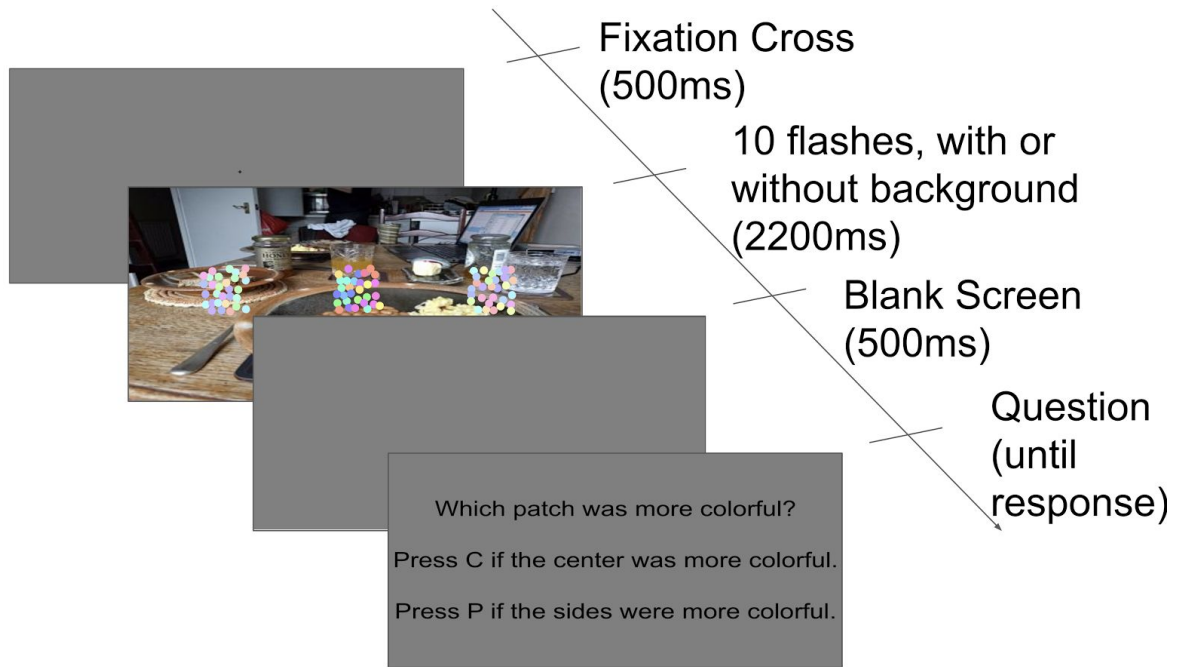 Fixation Cross
(500ms)
10 flashes, with or
without background
(2200ms)
HONEY
Blank Screen
(500ms)
Question
(until
response)
Which patch was more colorful?
Press C if the center was more colorful.
Press P if the sides were more colorful.